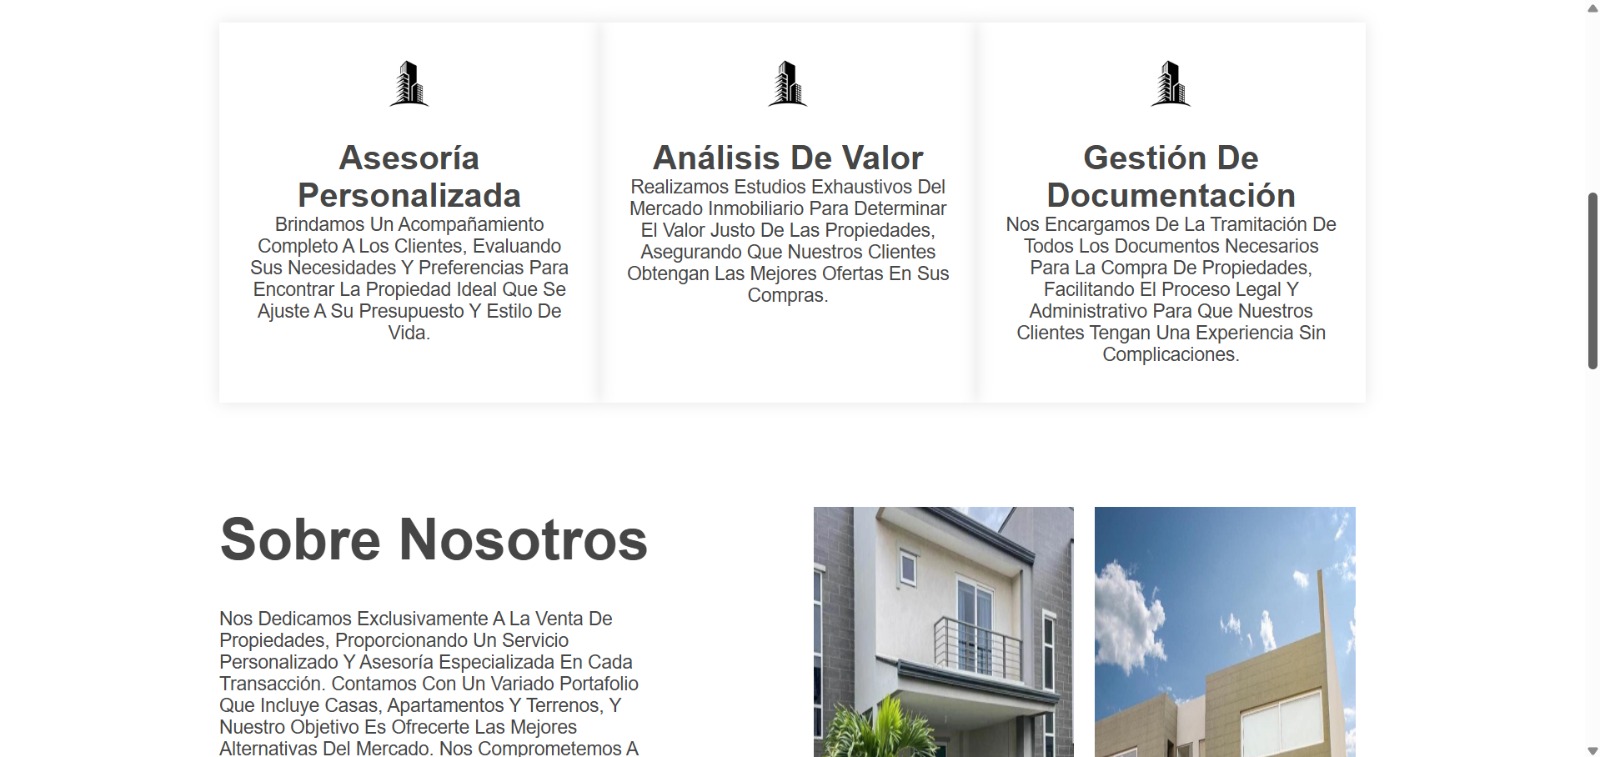 Asesoría
Personalizada
Brindamos Un Acompañamiento
Completo A Los Clientes, Evaluando
Sus Necesidades Y Preferencias Para
Encontrar La Propiedad Ideal Que Se
Ajuste A Su Presupuesto Y Estilo De
Vida.
Análisis De Valor
Realizamos Estudios Exhaustivos Del
Mercado Inmobiliario Para Determinar
El Valor Justo De Las Propiedades,
Asegurando Que Nuestros Clientes
Obtengan Las Mejores Ofertas En Sus
Compras.
Gestión De
Documentación
Nos Encargamos De La Tramitación De
Todos Los Documentos Necesarios
Para La Compra De Propiedades,
Facilitando El Proceso Legal Y
Administrativo Para Que Nuestros
Clientes Tengan Una Experiencia Sin
Complicaciones.
Sobre Nosotros
Nos Dedicamos Exclusivamente A La Venta De
Propiedades, Proporcionando Un Servicio
Personalizado Y Asesoría Especializada En Cada
Transacción. Contamos Con Un Variado Portafolio
Que Incluye Casas, Apartamentos Y Terrenos, Y
Nuestro Objetivo Es Ofrecerte Las Mejores
Alternativas Del Mercado. Nos Comprometemos A